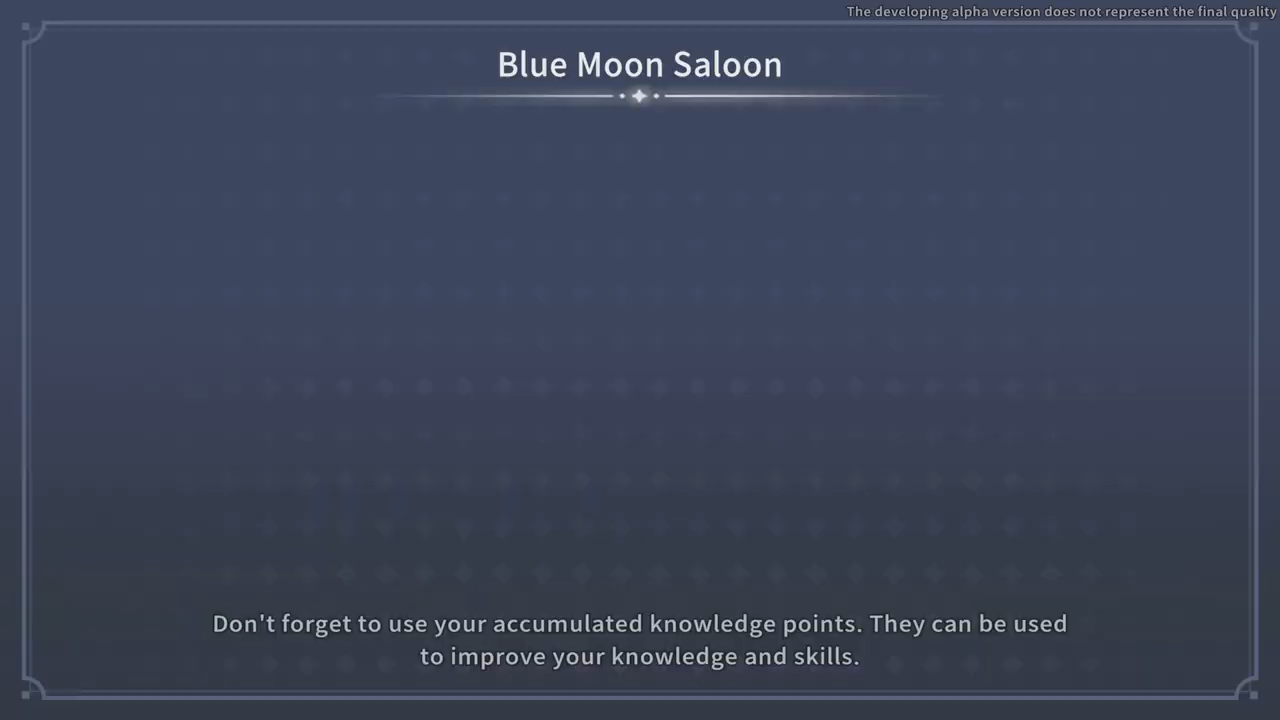 The developing alpha version does not represent the final quality
Blue Moon Saloon
Don't forget to use your accumulated knowledge points. They can be used
to improve your knowledge and skills.